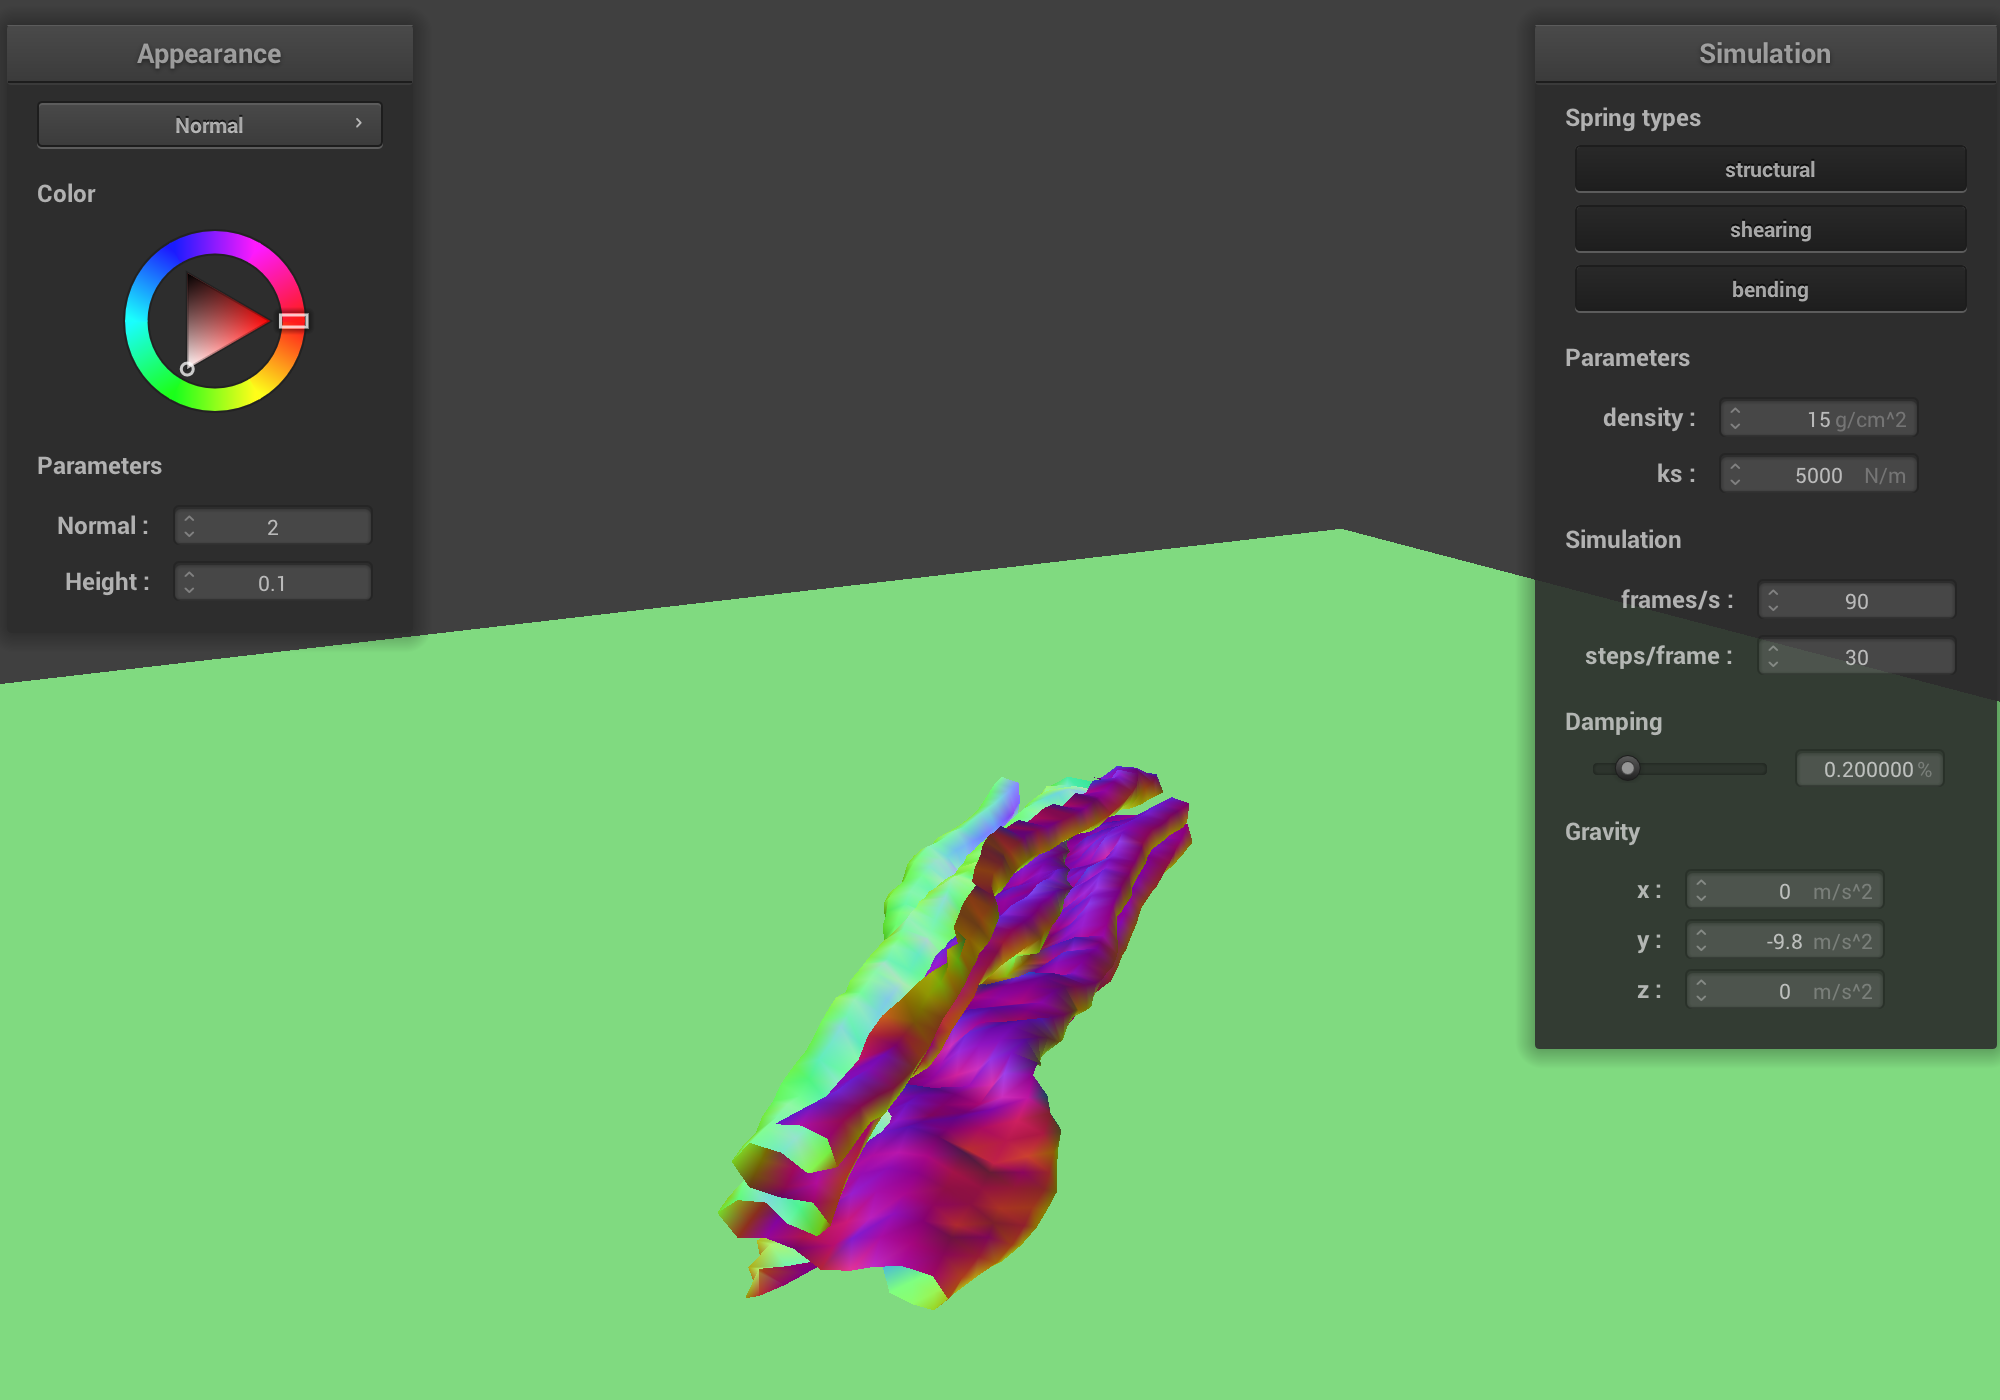 Appearance
Normal
Color
Parameters
Normal : 2
Height : 0.1
Simulation
Spring types
structural
shearing
bending
Parameters
density : 15 g/cm^2
ks : 5000 N/m
Simulation
frames/s : 90
steps/frame : 30
Damping
0.200000 %
Gravity
x : 0 m/s^2
y : -9.8 m/s^2
z : 0 m/s^2